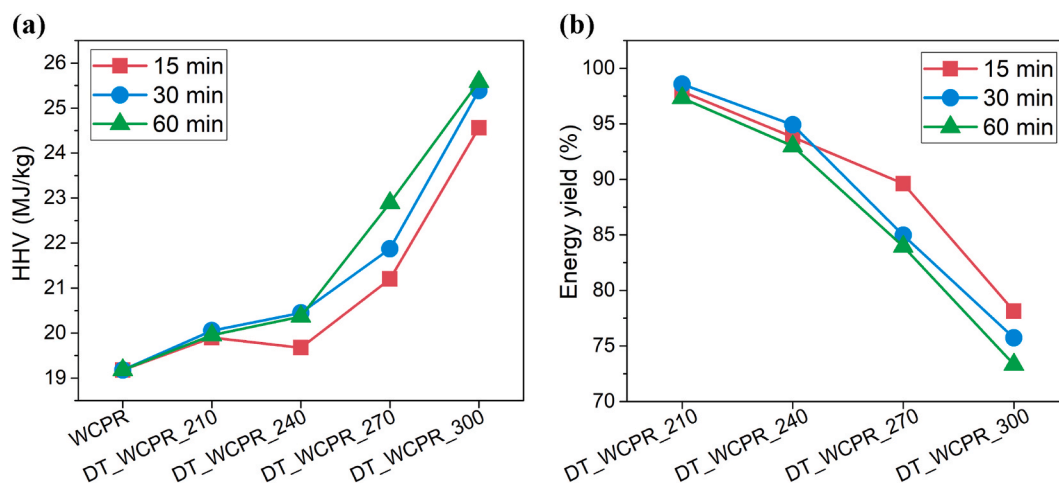 (a)
HHV (MJ/kg)
26
25
24
23
22
21
20
19
15 min
30 min
60 min
WCPR
DT_WCPR_210
DT_WCPR_240
DT_WCPR_270
DT_WCPR_300
(b)
Energy yield (%)
100
95
90
85
80
75
70
15 min
30 min
60 min
DT_WCPR_210
DT_WCPR_240
DT_WCPR_270
DT_WCPR_300